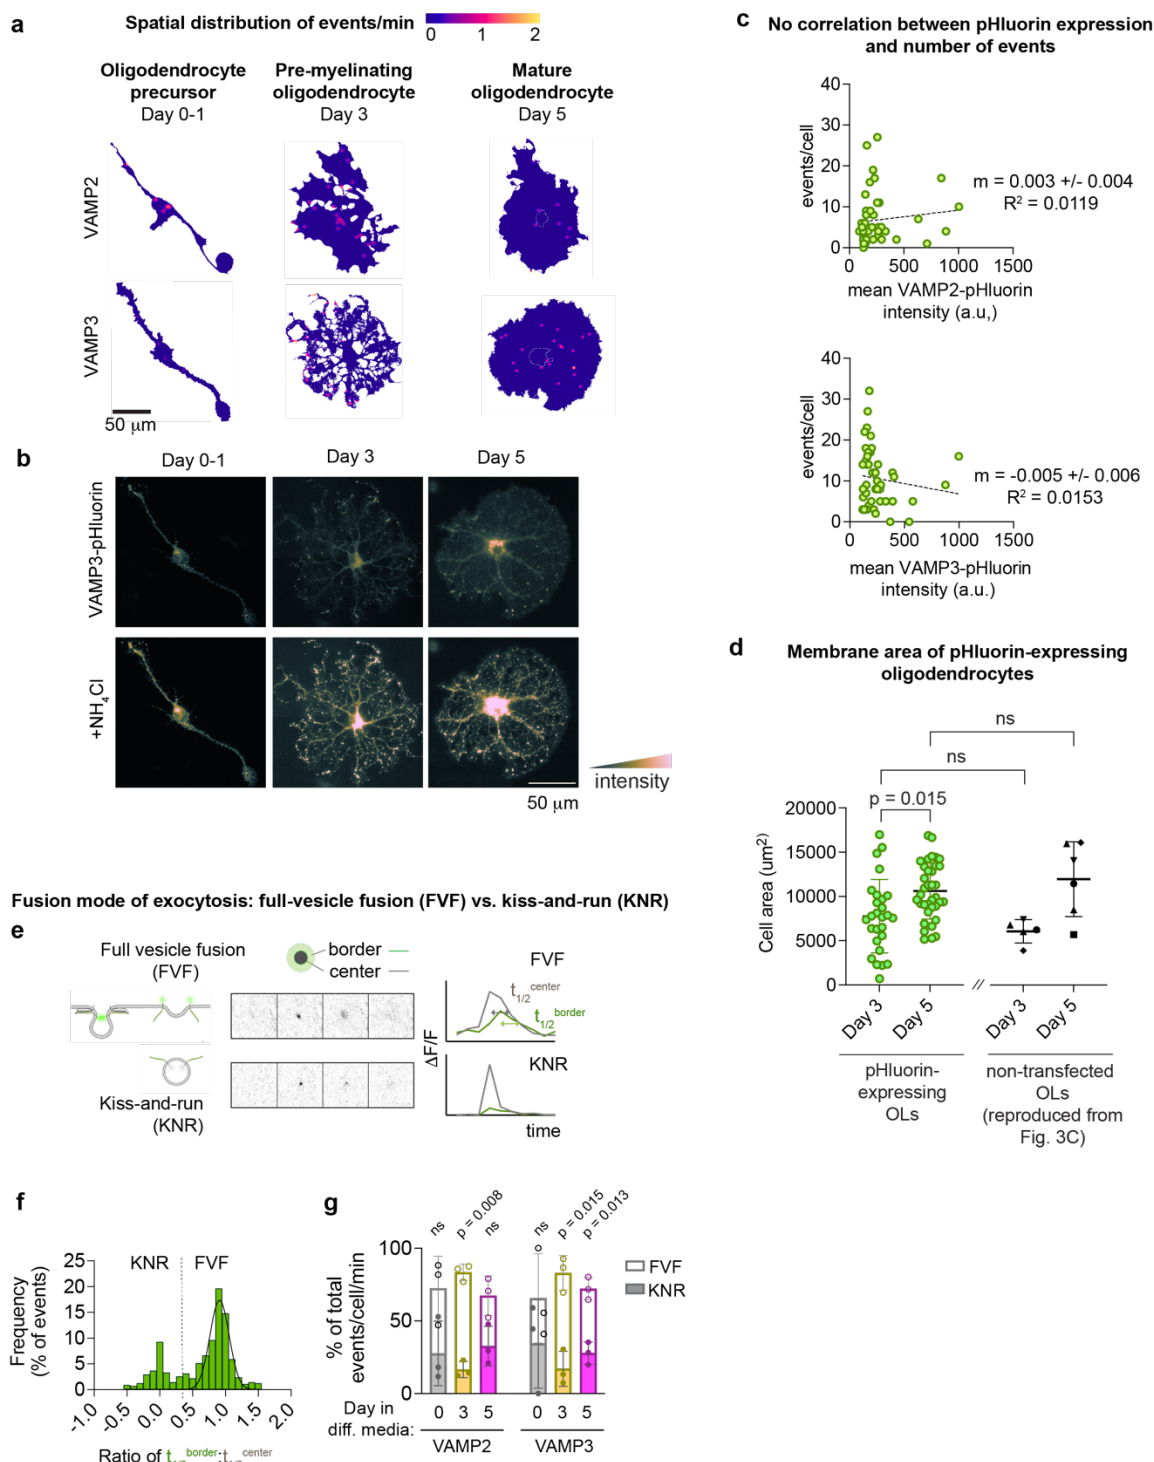 a
Spatial distribution of events/min
0 1 2
Oligodendrocyte precursor
Day 0-1
Pre-myelinating oligodendrocyte
Day 3
Mature oligodendrocyte
Day 5
VAMP2
VAMP3
50 µm
b
Day 0-1
Day 3
Day 5
VAMP3-pHluorin
+NH4Cl
intensity
50 µm
c
No correlation between pHluorin expression
and number of events
events/cell
40
30
20
10
0
0 500 1000 1500
m = 0.003 +/- 0.004
R² = 0.0119
mean VAMP2-pHluorin
intensity (a.u,)
events/cell
40
30
20
10
0
0 500 1000 1500
m = -0.005 +/- 0.006
R² = 0.0153
mean VAMP3-pHluorin
intensity (a.u.)
d
Membrane area of pHluorin-expressing
oligodendrocytes
ns
ns
p = 0.015
Cell area (um²)
20000
15000
10000
5000
0
//
Day 3
Day 5
Day 3
Day 5
pHluorin-
expressing
OLs
non-transfected
OLs
(reproduced from
Fig. 3C)
Fusion mode of exocytosis: full-vesicle fusion (FVF) vs. kiss-and-run (KNR)
e
Full vesicle fusion
(FVF)
Kiss-and-run
(KNR)
border
center
FVF
t1/2 center
t1/2 border
ΔF/F
KNR
time
f
KNR
FVF
Frequency
(% of events)
25
20
15
10
5
0
-1.0
-0.5
0.0
0.5
1.0
1.5
2.0
Ratio of t1/2 border:t1/2 center
g
ns
p = 0.008
ns
ns
p = 0.015
p = 0.013
FVF
KNR
% of total
events/cell/min
100
50
0
Day in
diff. media:
0 3 5
0 3 5
VAMP2
VAMP3